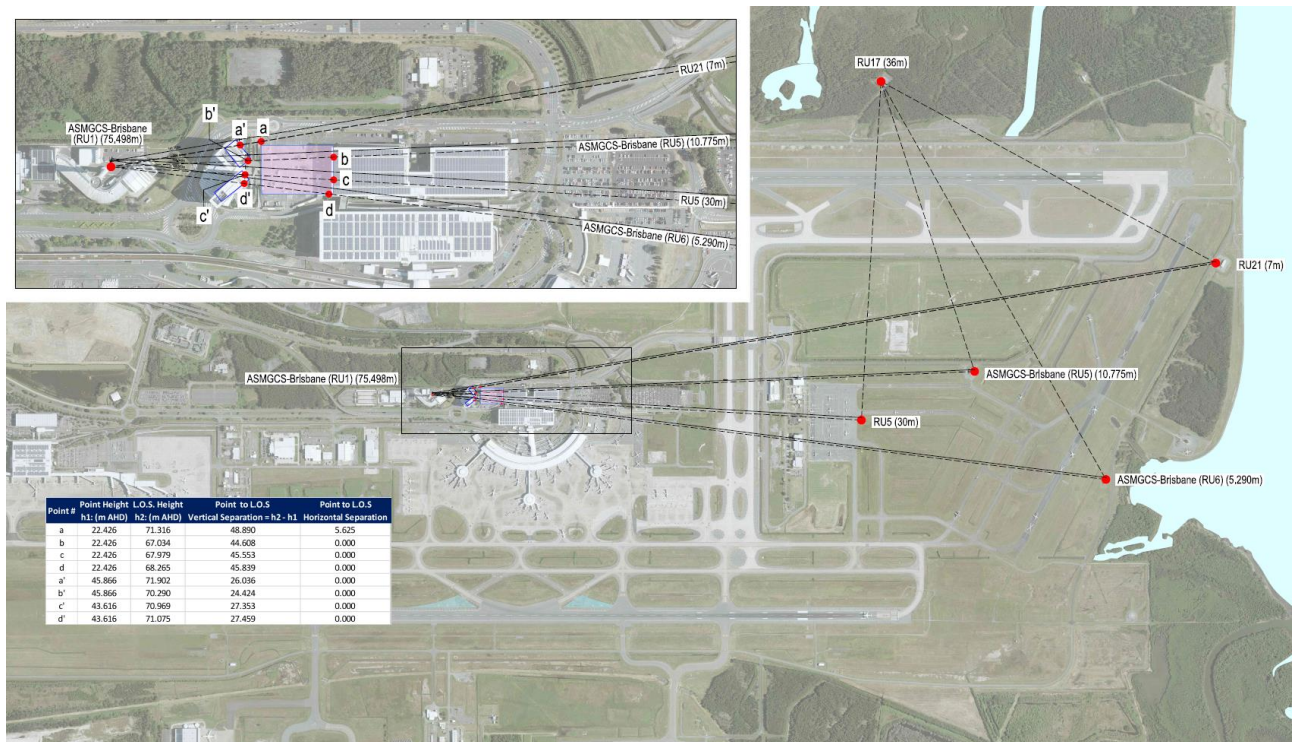 RU21 (7m)
b'
a'
a
ASMGCS-Brisbane
(RU1) (75,498m)
ASMGCS-Brisbane (RU5) (10.775m)
b
c
RU5 (30m)
d'
c'
d
ASMGCS-Brisbane (RU6) (5.290m)
RU17 (36m)
RU21 (7m)
ASMGCS-Brisbane (RU1) (75,498m)
ASMGCS-Brisbane (RU5) (10,775m)
RU5 (30m)
ASMGCS-Brisbane (RU6) (5.290m)
Point # Point Height L.O.S. Height Point to L.O.S Point to L.O.S
h1: (m AHD) h2: (m AHD) Vertical Separation = h2 - h1 Horizontal Separation
a 22.426 71.316 48.890 5.625
b 22.426 67.034 44.608 0.000
c 22.426 67.979 45.553 0.000
d 22.426 68.265 45.839 0.000
a' 45.866 71.902 26.036 0.000
b' 45.866 70.290 24.424 0.000
c' 43.616 70.969 27.353 0.000
d' 43.616 71.075 27.459 0.000